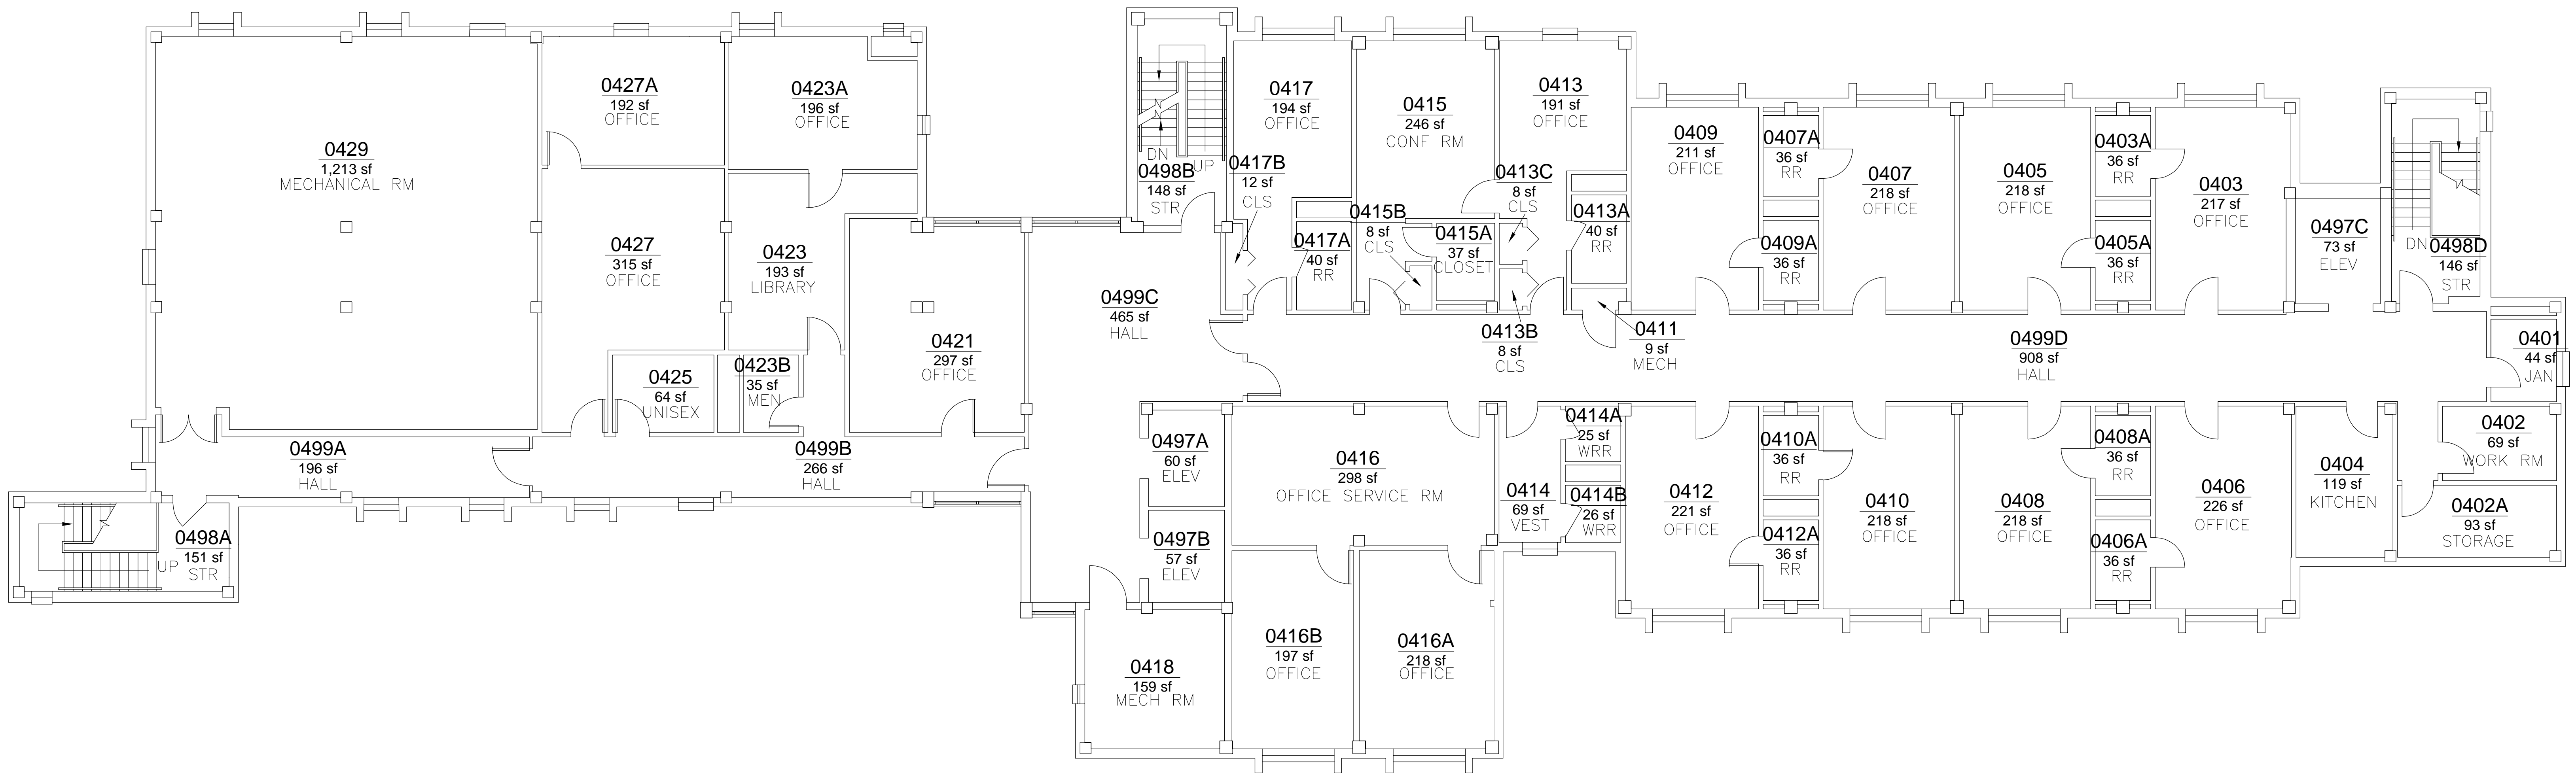 0429
1,213 sf
MECHANICAL RM
0427A
192 sf
OFFICE
0423A
196 sf
OFFICE
0427
315 sf
OFFICE
0423
193 sf
LIBRARY
0425
64 sf
UNISEX
0423B
35 sf
MEN
0421
297 sf
OFFICE
0499A
196 sf
HALL
0499B
266 sf
HALL
0498A
151 sf
STR
UP
0499C
465 sf
HALL
DN
UP
0498B
148 sf
STR
0417
194 sf
OFFICE
0417B
12 sf
CLS
0417A
40 sf
RR
0415
246 sf
CONF RM
0415B
8 sf
CLS
0415A
37 sf
CLOSET
0413
191 sf
OFFICE
0413C
8 sf
CLS
0413A
40 sf
RR
0413B
8 sf
CLS
0411
9 sf
MECH
0409
211 sf
OFFICE
0407A
36 sf
RR
0409A
36 sf
RR
0407
218 sf
OFFICE
0405
218 sf
OFFICE
0403A
36 sf
RR
0405A
36 sf
RR
0403
217 sf
OFFICE
0497C
73 sf
ELEV
DN
0498D
146 sf
STR
0499D
908 sf
HALL
0401
44 sf
JAN
0497A
60 sf
ELEV
0497B
57 sf
ELEV
0418
159 sf
MECH RM
0416
298 sf
OFFICE SERVICE RM
0416B
197 sf
OFFICE
0416A
218 sf
OFFICE
0414
69 sf
VEST
0414A
25 sf
WRR
0414B
26 sf
WRR
0412
221 sf
OFFICE
0410A
36 sf
RR
0412A
36 sf
RR
0410
218 sf
OFFICE
0408
218 sf
OFFICE
0408A
36 sf
RR
0406A
36 sf
RR
0406
226 sf
OFFICE
0404
119 sf
KITCHEN
0402
69 sf
WORK RM
0402A
93 sf
STORAGE